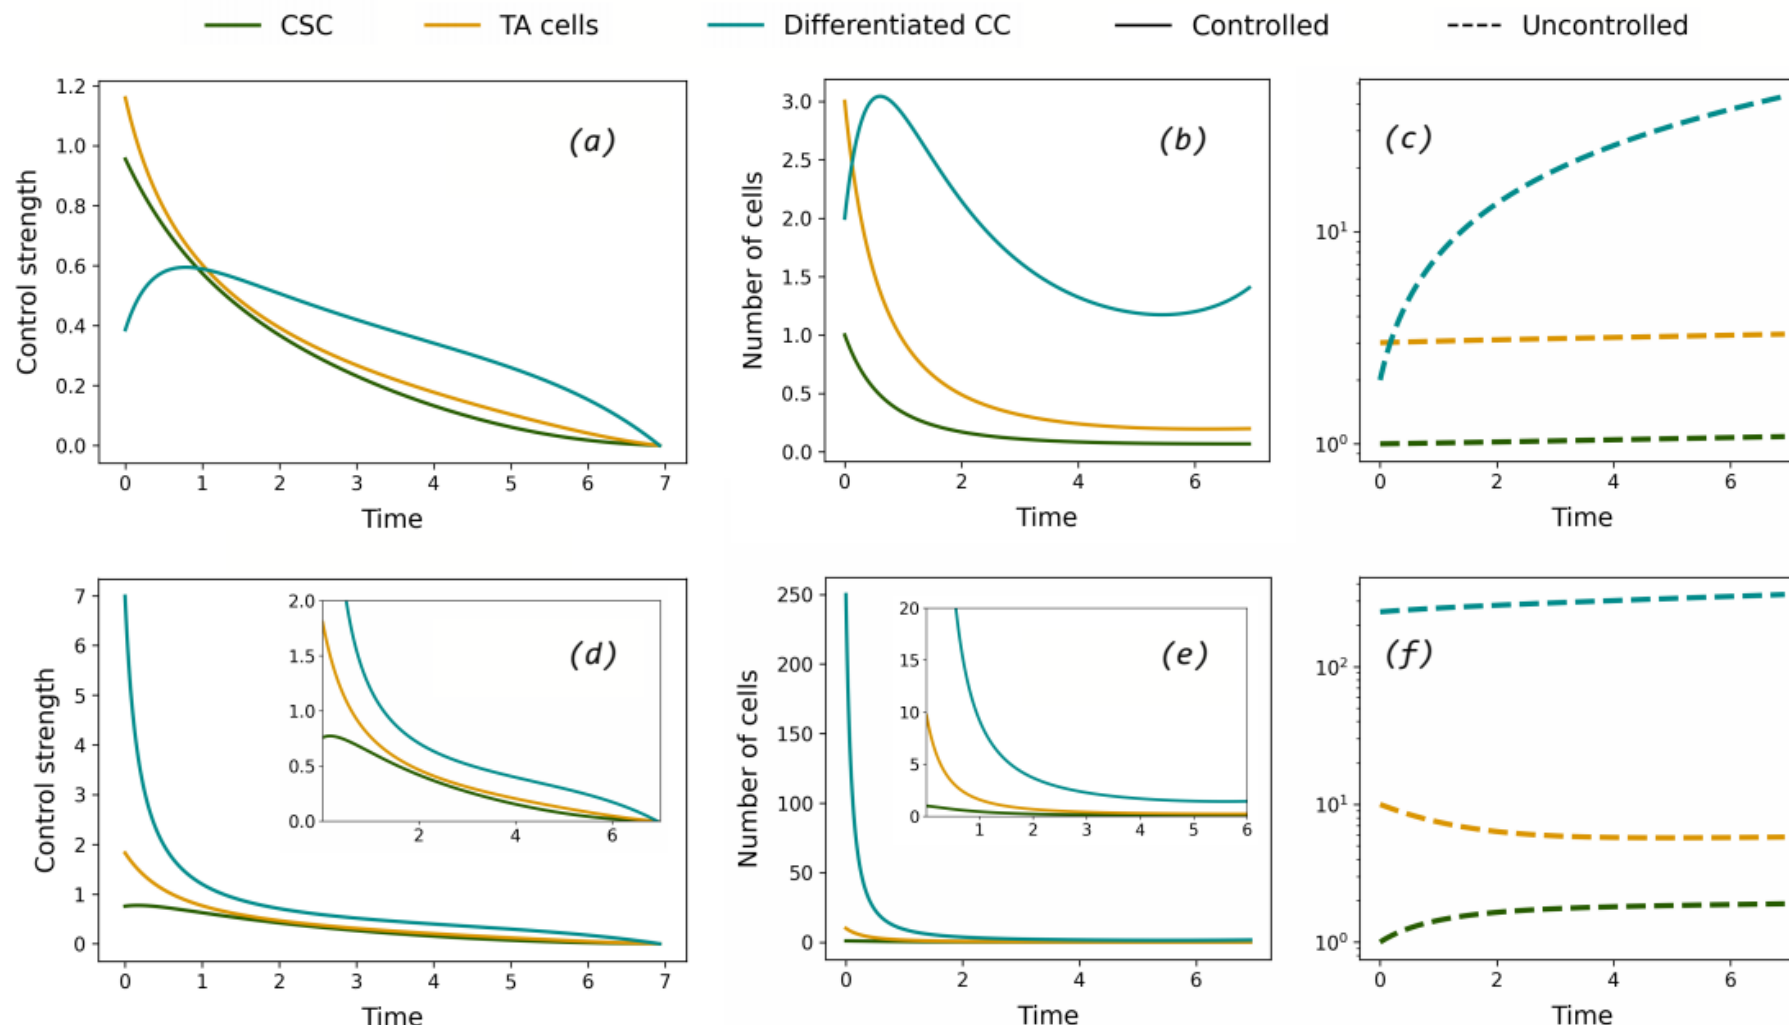 CSC TA cells Differentiated CC Controlled Uncontrolled
(a)
Control strength
1.2
1.0
0.8
0.6
0.4
0.2
0.0
0 1 2 3 4 5 6 7
Time
(b)
Number of cells
3.0
2.5
2.0
1.5
1.0
0.5
0.0
0 2 4 6
Time
(c)
10¹
10⁰
0 2 4 6
Time
(d)
Control strength
7
6
5
4
3
2
1
0
0 1 2 3 4 5 6 7
Time
2.0
1.5
1.0
0.5
0.0
2 4 6
(e)
Number of cells
250
200
150
100
50
0
0 2 4 6
Time
20
15
10
5
0
1 2 3 4 5 6
(f)
10²
10¹
10⁰
0 2 4 6
Time